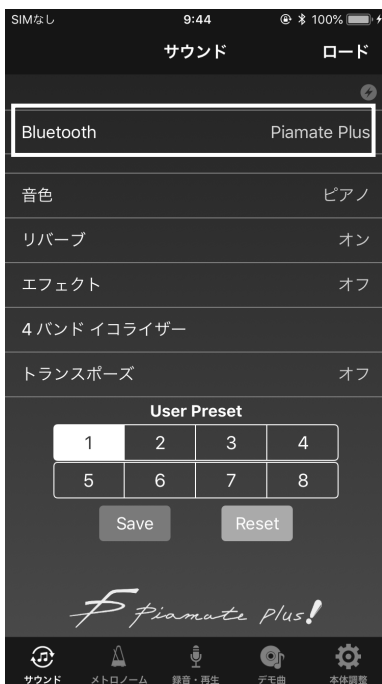 SIMなし 9:44 100%
サウンド ロード
Bluetooth Piamate Plus
音色 ピアノ
リバーブ オン
エフェクト オフ
4 バンド イコライザー
トランスポーズ オフ
User Preset
1 2 3 4
5 6 7 8
Save Reset
Piamate Plus!
サウンド メトロノーム 録音・再生 デモ曲 本体調整